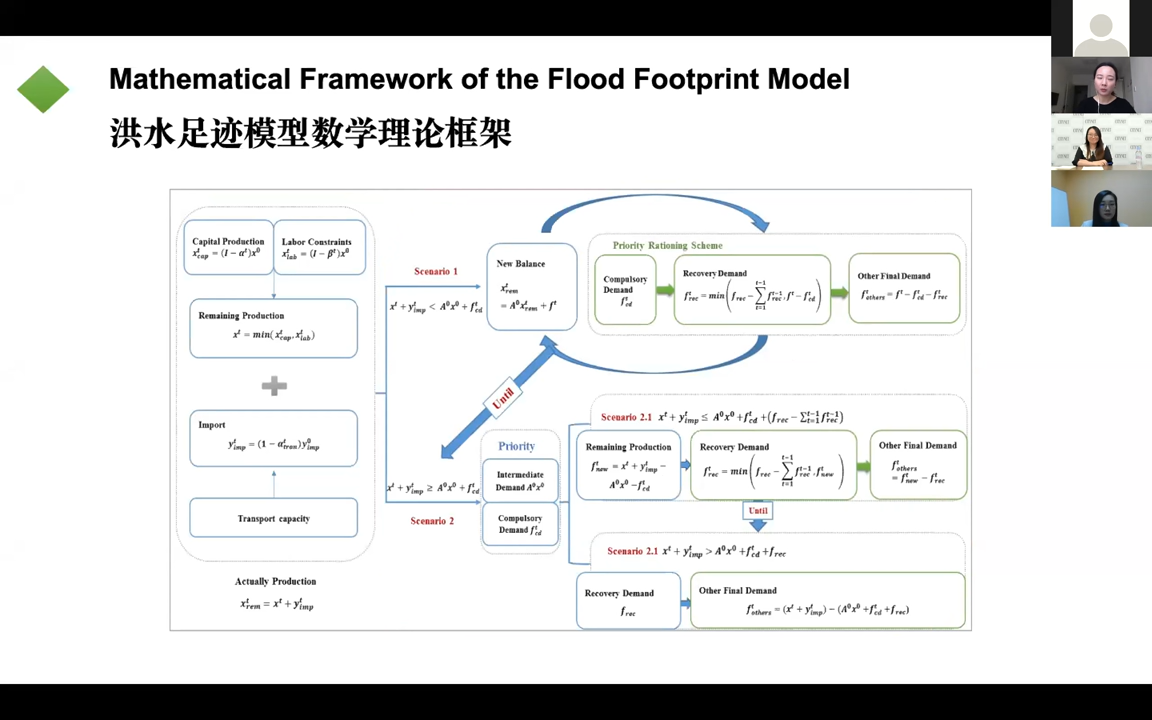 Mathematical Framework of the Flood Footprint Model
洪水足迹模型数学理论框架
Capital Production
x^t_cap = (I − α^t)x^0
Labor Constraints
x^t_lab = (I − β^t)x^0
Remaining Production
x^t = min(x^t_cap, x^t_lab)
Import
y^t_imp = (1 − α^t_tran)y^0_imp
Transport capacity
Actually Production
x^t_rem = x^t + y^t_imp
Scenario 1
x^t + y^t_imp < A^0x^0 + f^t_cd
New Balance
x^t_rem
= A^0x^t_rem + f^t
Priority Rationing Scheme
Compulsory
Demand
f^t_cd
Recovery Demand
f^t_rec = min(f_rec − ∑_{t=1}^{t−1} f^{t−1}_rec, f^t − f^t_cd)
Other Final Demand
f^t_others = f^t − f^t_cd − f^t_rec
Until
x^t + y^t_imp ≥ A^0x^0 + f^t_cd
Scenario 2
Priority
Intermediate
Demand A^0x^0
Compulsory
Demand f^t_cd
Scenario 2.1 x^t + y^t_imp ≤ A^0x^0 + f^t_cd + (f_rec − ∑_{t=1}^{t−1} f^{t−1}_rec)
Remaining Production
f^t_new = x^t + y^t_imp −
A^0x^0 − f^t_cd
Recovery Demand
f^t_rec = min(f_rec − ∑_{t=1}^{t−1} f^{t−1}_rec, f^t_new)
Other Final Demand
f^t_others
= f^t_new − f^t_rec
Until
Scenario 2.1 x^t + y^t_imp > A^0x^0 + f^t_cd + f_rec
Recovery Demand
f_rec
Other Final Demand
f^t_others = (x^t + y^t_imp) − (A^0x^0 + f^t_cd + f_rec)